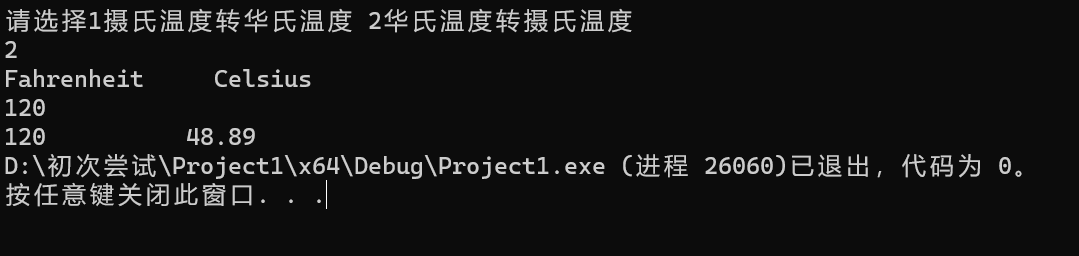 请选择1摄氏温度转华氏温度 2华氏温度转摄氏温度
2
Fahrenheit     Celsius
120
120          48.89
D:\初次尝试\Project1\x64\Debug\Project1.exe (进程 26060)已退出，代码为 0。
按任意键关闭此窗口. . .